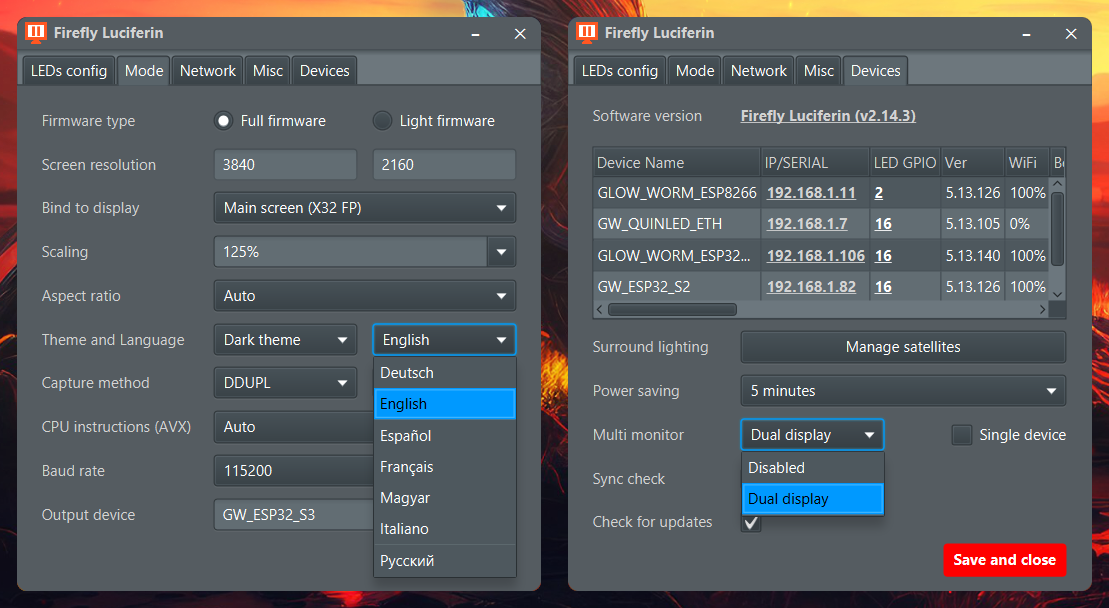 Firefly Luciferin
LEDs config Mode Network Misc Devices
Firmware type Full firmware Light firmware
Screen resolution 3840 2160
Bind to display Main screen (X32 FP)
Scaling 125%
Aspect ratio Auto
Theme and Language Dark theme English
Capture method DDUPL Deutsch
English
CPU instructions (AVX) Auto Español
Français
Baud rate 115200 Magyar
Output device GW_ESP32_S3 Italiano
Русский
Firefly Luciferin
LEDs config Mode Network Misc Devices
Software version Firefly Luciferin (v2.14.3)
Device Name IP/SERIAL LED GPIO Ver WiFi
GLOW_WORM_ESP8266 192.168.1.11 2 5.13.126 100%
GW_QUINLED_ETH 192.168.1.7 16 5.13.105 0%
GLOW_WORM_ESP32... 192.168.1.106 16 5.13.140 100%
GW_ESP32_S2 192.168.1.82 16 5.13.126 100%
Surround lighting Manage satellites
Power saving 5 minutes
Multi monitor Dual display Single device
Disabled
Sync check Dual display
Check for updates
Save and close